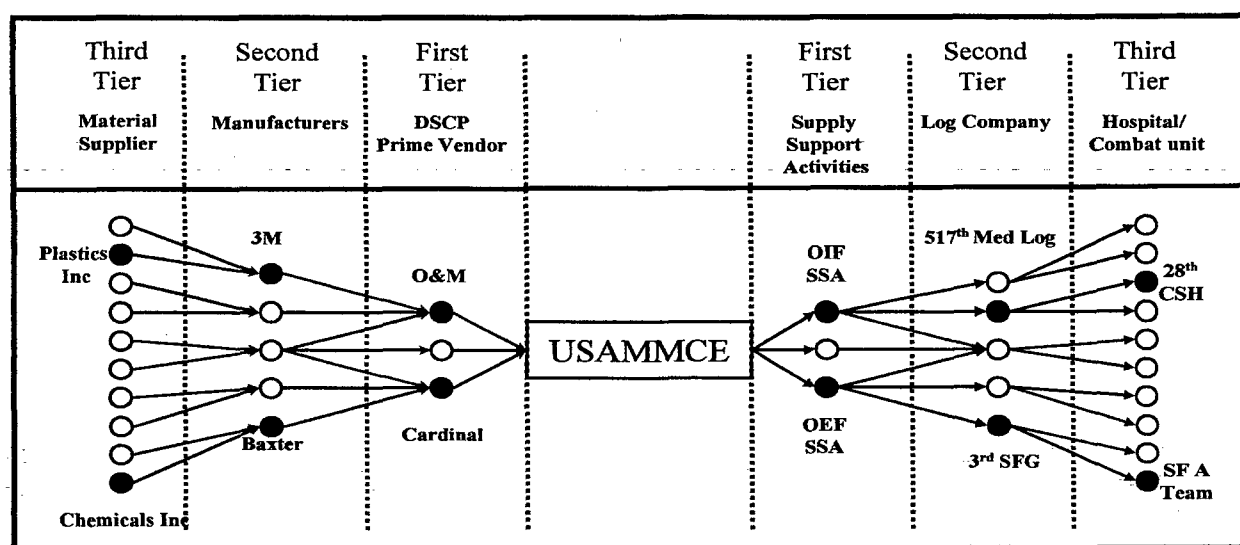 Third
Tier
Material
Supplier
Second
Tier
Manufacturers
First
Tier
DSCP
Prime Vendor
First
Tier
Supply
Support
Activities
Second
Tier
Log Company
Third
Tier
Hospital/
Combat unit
Plastics
Inc
Chemicals Inc
3M
Baxter
O&M
Cardinal
USAMMCE
OIF
SSA
OEF
SSA
517th Med Log
3rd SFG
28th
CSH
SF A
Team